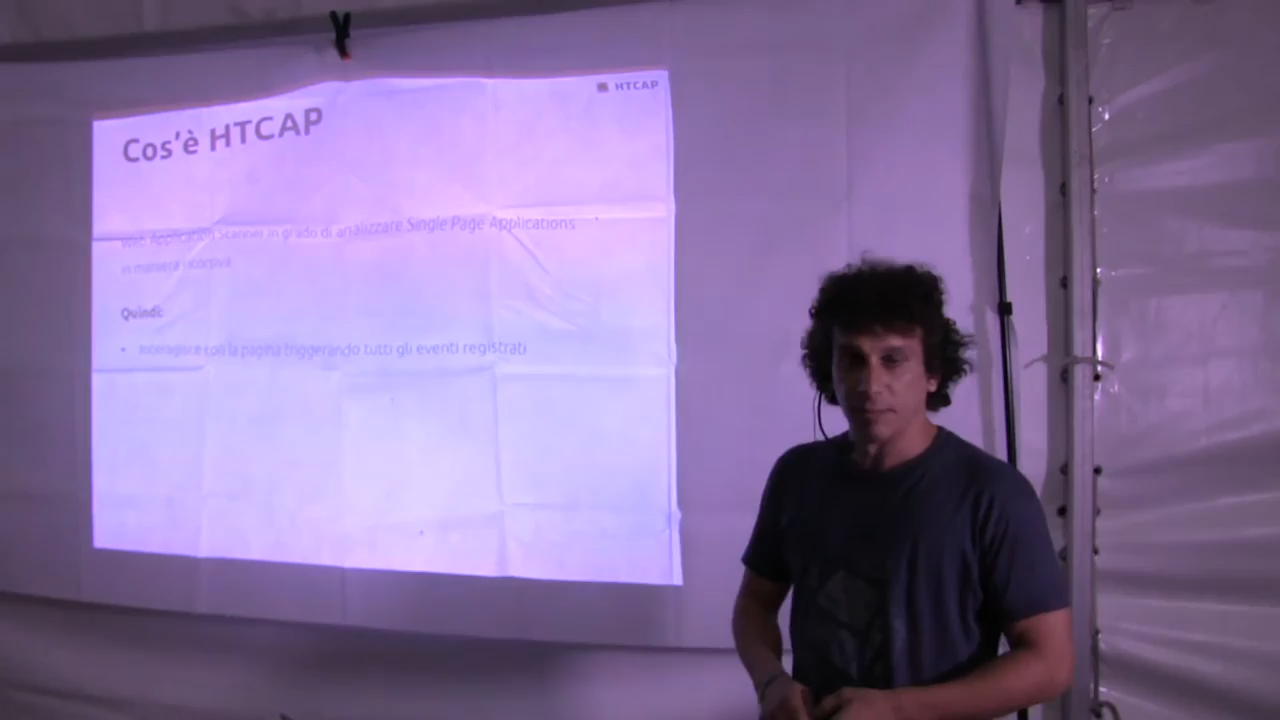 HTCAP
Cos'è HTCAP
Web Application Scanner in grado di analizzare Single Page Applications
in maniera ricorsiva
Quindi:
• Interagisce con la pagina triggerando tutti gli eventi registrati